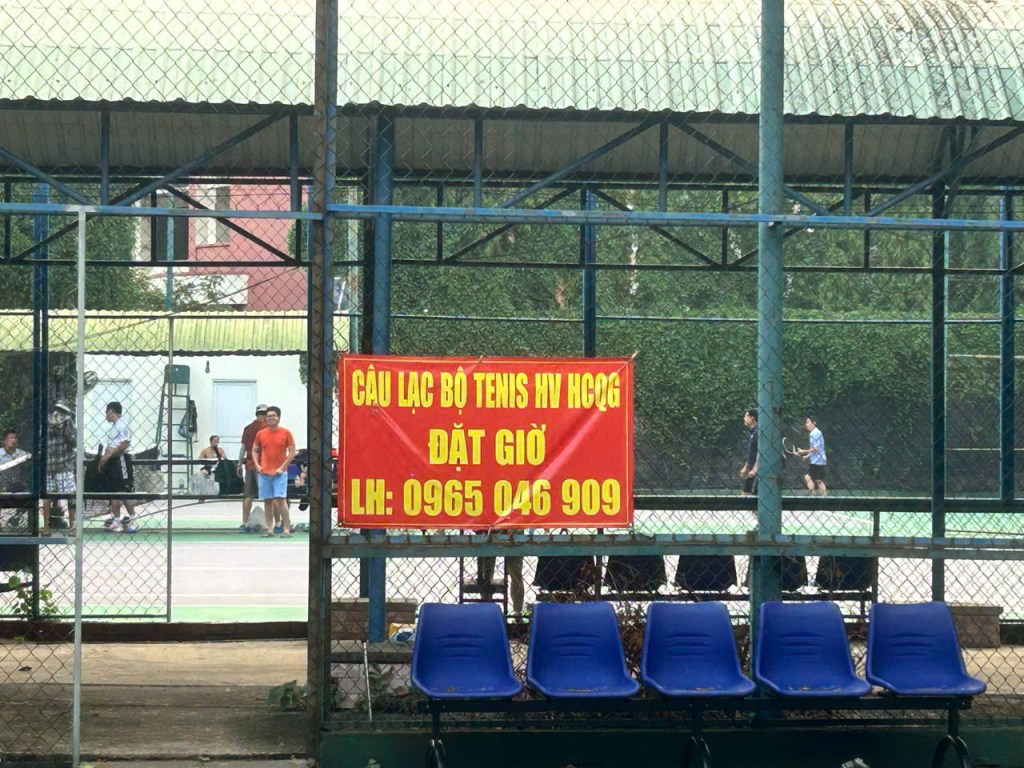 CÂU LẠC BỘ TENIS HV HCQG
ĐẶT GIỜ
LH: 0965 046 909